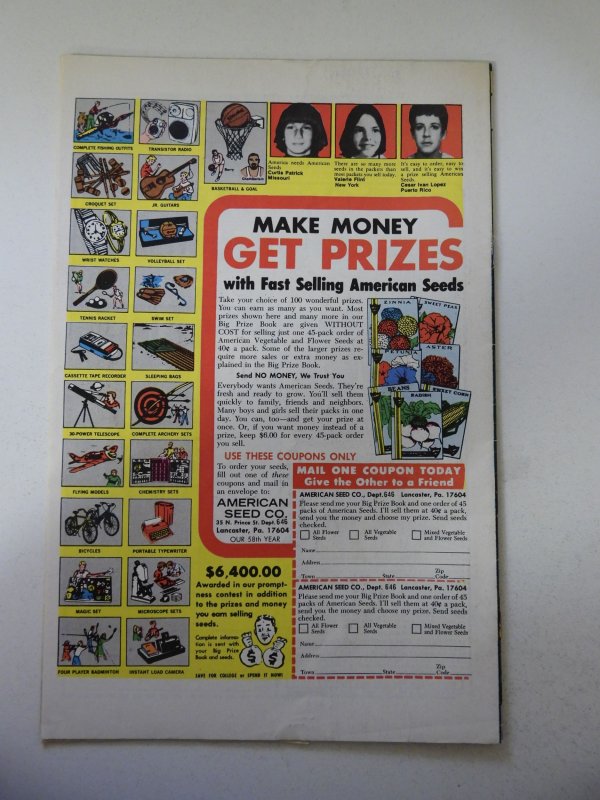 COMPLETE FISHING OUTFITS
TRANSISTOR RADIO
CROQUET SET
JR. GUITARS
WRIST WATCHES
VOLLEYBALL SET
TENNIS RACKET
SWIM SET
CASSETTE TAPE RECORDER
SLEEPING BAGS
30-POWER TELESCOPE
COMPLETE ARCHERY SETS
FLYING MODELS
CHEMISTRY SETS
BICYCLES
PORTABLE TYPEWRITER
MAGIC SET
MICROSCOPE SETS
FOUR PLAYER BADMINTON
INSTANT LOAD CAMERA
BASKETBALL & GOAL
America needs American
Seeds
Curtis Patrick
Missouri
There are so many more
seeds in the packets than
most packets you sell today.
Valerie Flint
New York
It's easy to order, easy to
sell, and it's easy to win
a prize selling American
Seeds.
Cesar Ivan Lopez
Puerto Rico
MAKE MONEY
GET PRIZES
with Fast Selling American Seeds
Take your choice of 100 wonderful prizes.
You can earn as many as you want. Most
prizes shown here and many more in our
Big Prize Book are given WITHOUT
COST for selling just one 45-pack order of
American Vegetable and Flower Seeds at
40¢ a pack. Some of the larger prizes re-
quire more sales or extra money as ex-
plained in the Big Prize Book.
Send NO MONEY, We Trust You
Everybody wants American Seeds. They're
fresh and ready to grow. You'll sell them
quickly to family, friends and neighbors.
Many boys and girls sell their packs in one
day. You can, too—and get your prize at
once. Or, if you want money instead of a
prize, keep $6.00 for every 45-pack order
you sell.
ZINNIA
SWEET PEAS
PETUNIA
ASTER
BEANS
RADISH
SWEET CORN
USE THESE COUPONS ONLY
To order your seeds,
fill out one of these
coupons and mail in
an envelope to:
AMERICAN
SEED CO.
35 N. Prince St. Dept. 646
Lancaster, Pa. 17604
OUR 58th YEAR
MAIL ONE COUPON TODAY
Give the Other to a Friend
AMERICAN SEED CO., Dept. 646 Lancaster, Pa. 17604
Please send me your Big Prize Book and one order of 45
packs of American Seeds. I'll sell them at 40¢ a pack,
send you the money and choose my prize. Send seeds
checked.
All Flower Seeds
All Vegetable Seeds
Mixed Vegetable and Flower Seeds
Name
Address
Town State Zip Code
AMERICAN SEED CO., Dept. 646 Lancaster, Pa. 17604
Please send me your Big Prize Book and one order of 45
packs of American Seeds. I'll sell them at 40¢ a pack,
send you the money and choose my prize. Send seeds
checked.
All Flower Seeds
All Vegetable Seeds
Mixed Vegetable and Flower Seeds
Name
Address
Town State Zip Code
$6,400.00
Awarded in our prompt-
ness contest in addition
to the prizes and money
you earn selling
seeds.
Complete informa-
tion is sent with
your Big Prize
Book and seeds.
$ $
SAVE FOR COLLEGE or SPEND IT NOW!